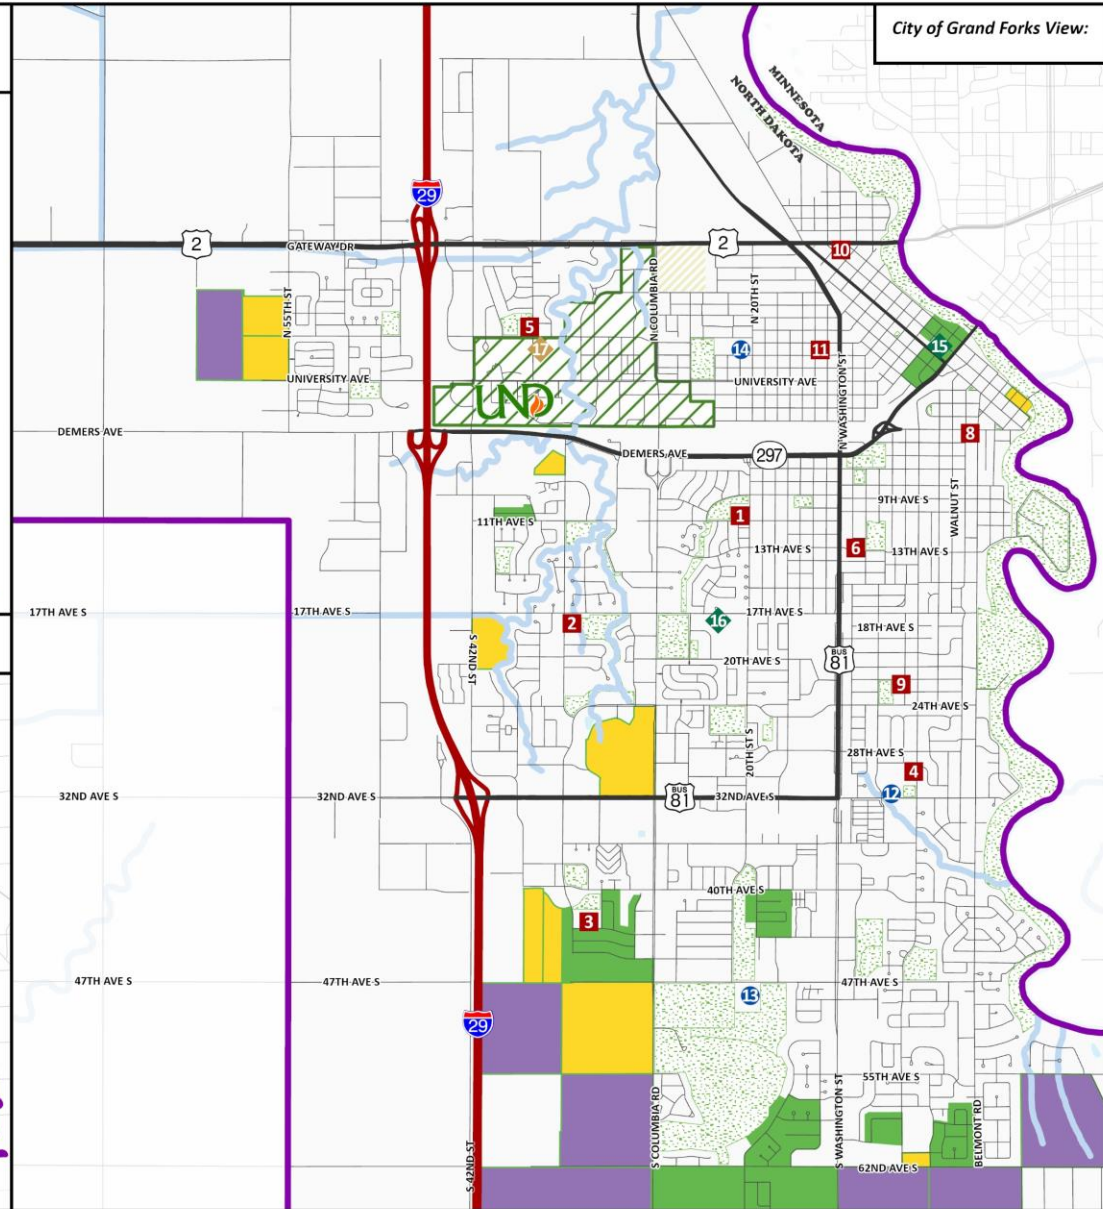 City of Grand Forks View:
MINNESOTA
NORTH DAKOTA
29
2
GATEWAY DR
2
10
N 55TH ST
N COLUMBIA RD
N 20TH ST
5
17
14
11
15
UNIVERSITY AVE
UNIVERSITY AVE
UND
N WASHINGTON ST
DEMERS AVE
DEMERS AVE
297
8
9TH AVE S
WALNUT ST
11TH AVE S
1
13TH AVE S
6
13TH AVE S
17TH AVE S
17TH AVE S
2
16
17TH AVE S
18TH AVE S
S 42ND ST
20TH AVE S
BUS
81
9
24TH AVE S
20TH ST S
28TH AVE S
4
12
32ND AVE S
32ND AVE S
BUS
81
32ND AVE S
40TH AVE S
3
47TH AVE S
47TH AVE S
47TH AVE S
13
29
55TH AVE S
S COLUMBIA RD
S WASHINGTON ST
BELMONT RD
S 42ND ST
62ND AVE S